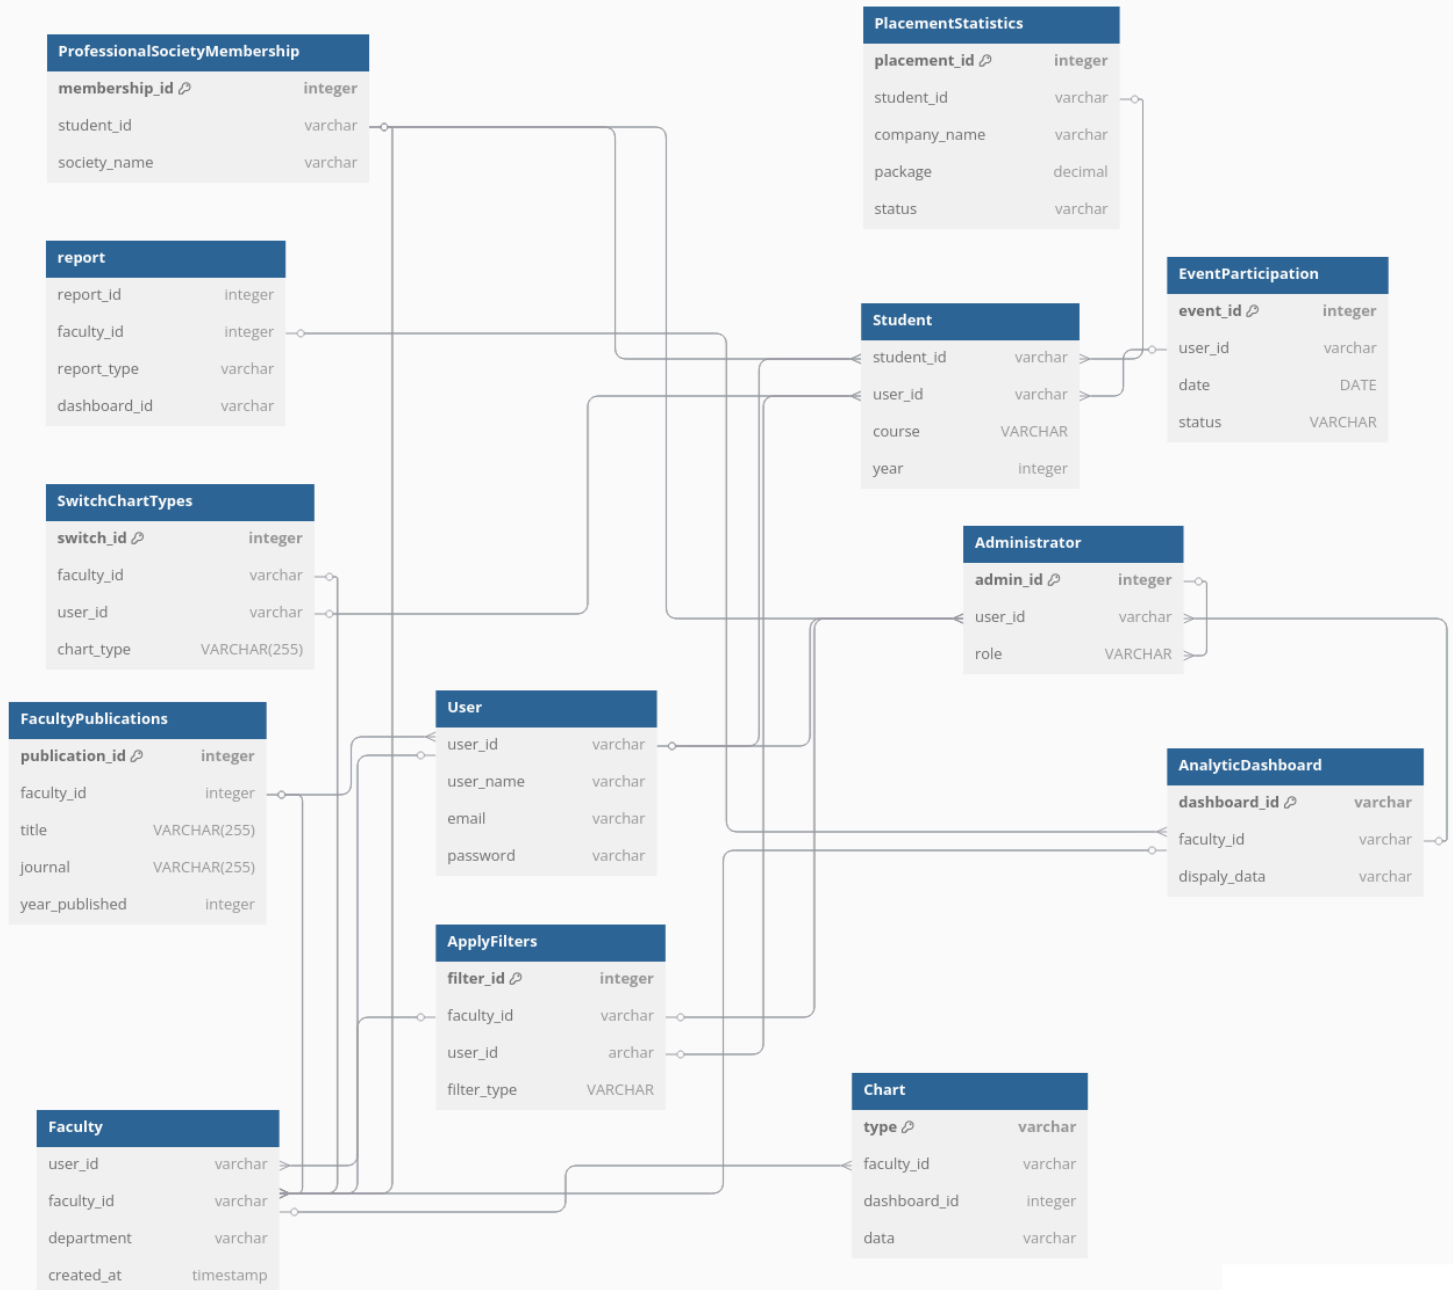 ProfessionalSocietyMembership
membership_id integer
student_id varchar
society_name varchar
PlacementStatistics
placement_id integer
student_id varchar
company_name varchar
package decimal
status varchar
report
report_id integer
faculty_id integer
report_type varchar
dashboard_id varchar
EventParticipation
event_id integer
user_id varchar
date DATE
status VARCHAR
Student
student_id varchar
user_id varchar
course VARCHAR
year integer
SwitchChartTypes
switch_id integer
faculty_id varchar
user_id varchar
chart_type VARCHAR(255)
Administrator
admin_id integer
user_id varchar
role VARCHAR
FacultyPublications
publication_id integer
faculty_id integer
title VARCHAR(255)
journal VARCHAR(255)
year_published integer
User
user_id varchar
user_name varchar
email varchar
password varchar
AnalyticDashboard
dashboard_id varchar
faculty_id varchar
dispaly_data varchar
ApplyFilters
filter_id integer
faculty_id varchar
user_id archar
filter_type VARCHAR
Chart
type varchar
faculty_id varchar
dashboard_id integer
data varchar
Faculty
user_id varchar
faculty_id varchar
department varchar
created_at timestamp